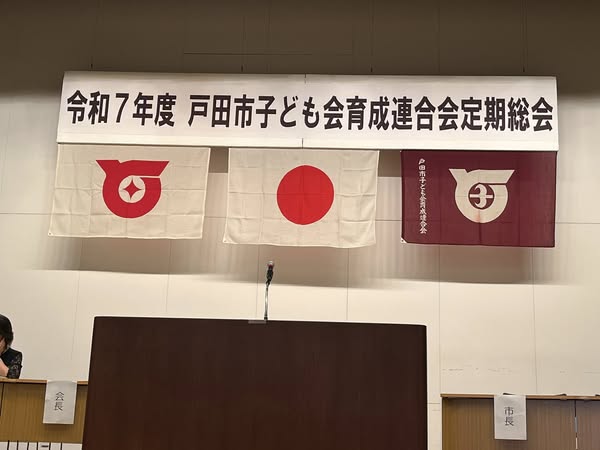 令和7年度 戸田市子ども会育成連合会定期総会
戸田市子ども会育成連合会
子
会長
市長